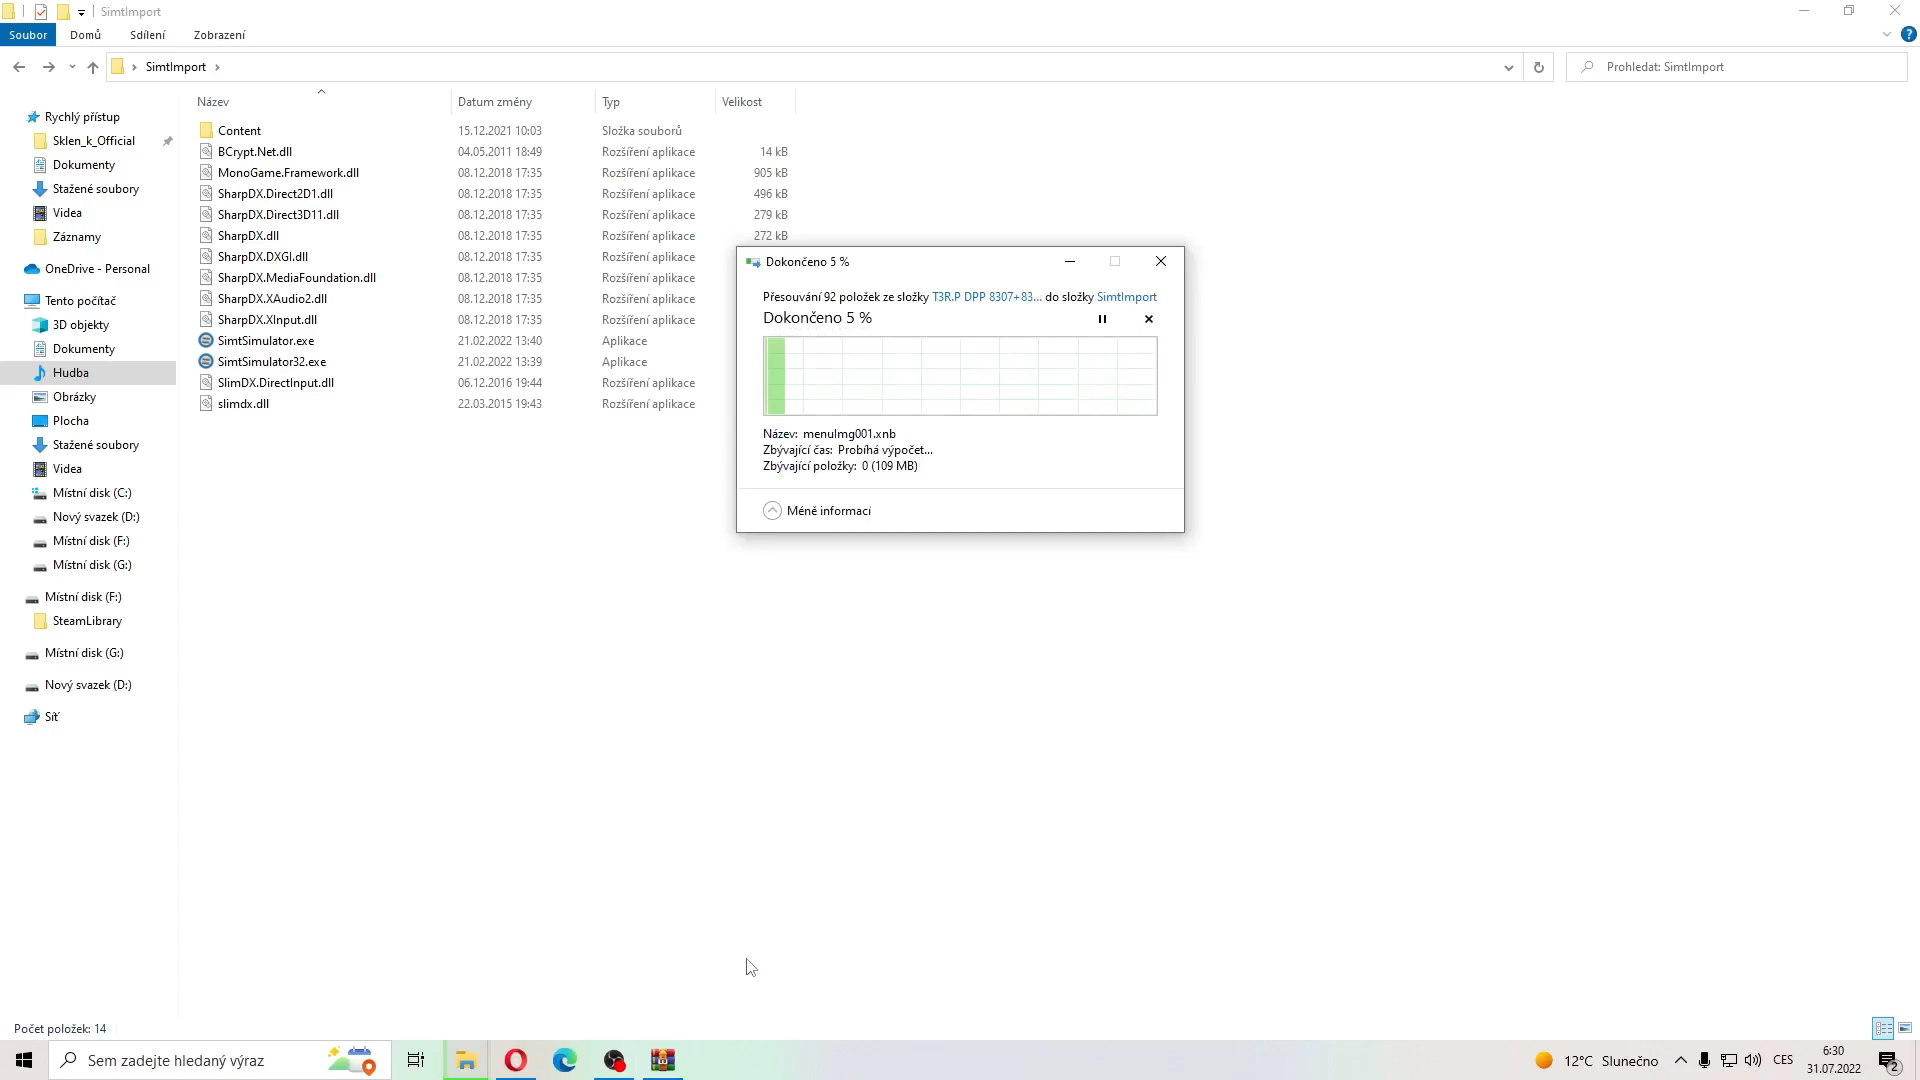 SimtImport
Soubor
Domů
Sdílení
Zobrazení
SimtImport
Prohledat: SimtImport
Název
Datum změny
Typ
Velikost
Rychlý přístup
Sklen_k_Official
Dokumenty
Stažené soubory
Videa
Záznamy
OneDrive - Personal
Tento počítač
3D objekty
Dokumenty
Hudba
Obrázky
Plocha
Stažené soubory
Videa
Místní disk (C:)
Nový svazek (D:)
Místní disk (F:)
Místní disk (G:)
Místní disk (F:)
SteamLibrary
Místní disk (G:)
Nový svazek (D:)
Síť
Content 15.12.2021 10:03 Složka souborů
BCrypt.Net.dll 04.05.2011 18:49 Rozšíření aplikace 14 kB
MonoGame.Framework.dll 08.12.2018 17:35 Rozšíření aplikace 905 kB
SharpDX.Direct2D1.dll 08.12.2018 17:35 Rozšíření aplikace 496 kB
SharpDX.Direct3D11.dll 08.12.2018 17:35 Rozšíření aplikace 279 kB
SharpDX.dll 08.12.2018 17:35 Rozšíření aplikace 272 kB
SharpDX.DXGI.dll 08.12.2018 17:35 Rozšíření aplikace
SharpDX.MediaFoundation.dll 08.12.2018 17:35 Rozšíření aplikace
SharpDX.XAudio2.dll 08.12.2018 17:35 Rozšíření aplikace
SharpDX.XInput.dll 08.12.2018 17:35 Rozšíření aplikace
SimtSimulator.exe 21.02.2022 13:40 Aplikace
SimtSimulator32.exe 21.02.2022 13:39 Aplikace
SlimDX.DirectInput.dll 06.12.2016 19:44 Rozšíření aplikace
slimdx.dll 22.03.2015 19:43 Rozšíření aplikace
Dokončeno 5 %
Přesouvání 92 položek ze složky T3R.P DPP 8307+83... do složky SimtImport
Dokončeno 5 %
Název: menuImg001.xnb
Zbývající čas: Probíhá výpočet...
Zbývající položky: 0 (109 MB)
Méně informací
Počet položek: 14
Sem zadejte hledaný výraz
12°C Slunečno
CES
6:30
31.07.2022
2